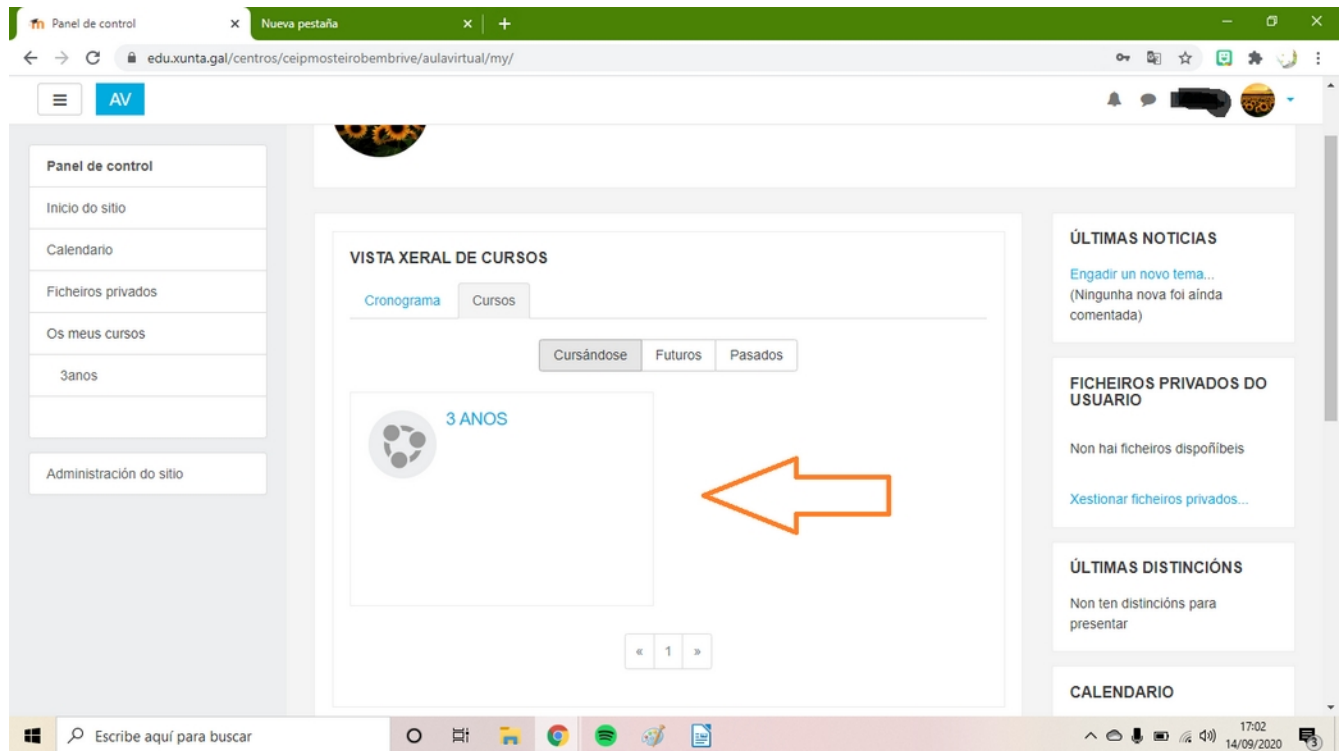 Panel de control
Nueva pestaña
edu.xunta.gal/centros/ceipmosteirobembrive/aulavirtual/my/
AV
Panel de control
Inicio do sitio
Calendario
Ficheiros privados
Os meus cursos
3anos
Administración do sitio
VISTA XERAL DE CURSOS
Cronograma Cursos
Cursándose Futuros Pasados
3 ANOS
« 1 »
ÚLTIMAS NOTICIAS
Engadir un novo tema...
(Ningunha nova foi aínda
comentada)
FICHEIROS PRIVADOS DO
USUARIO
Non hai ficheiros dispoñíbeis
Xestionar ficheiros privados...
ÚLTIMAS DISTINCIÓNS
Non ten distincións para
presentar
CALENDARIO
Escribe aquí para buscar
17:02
14/09/2020
3